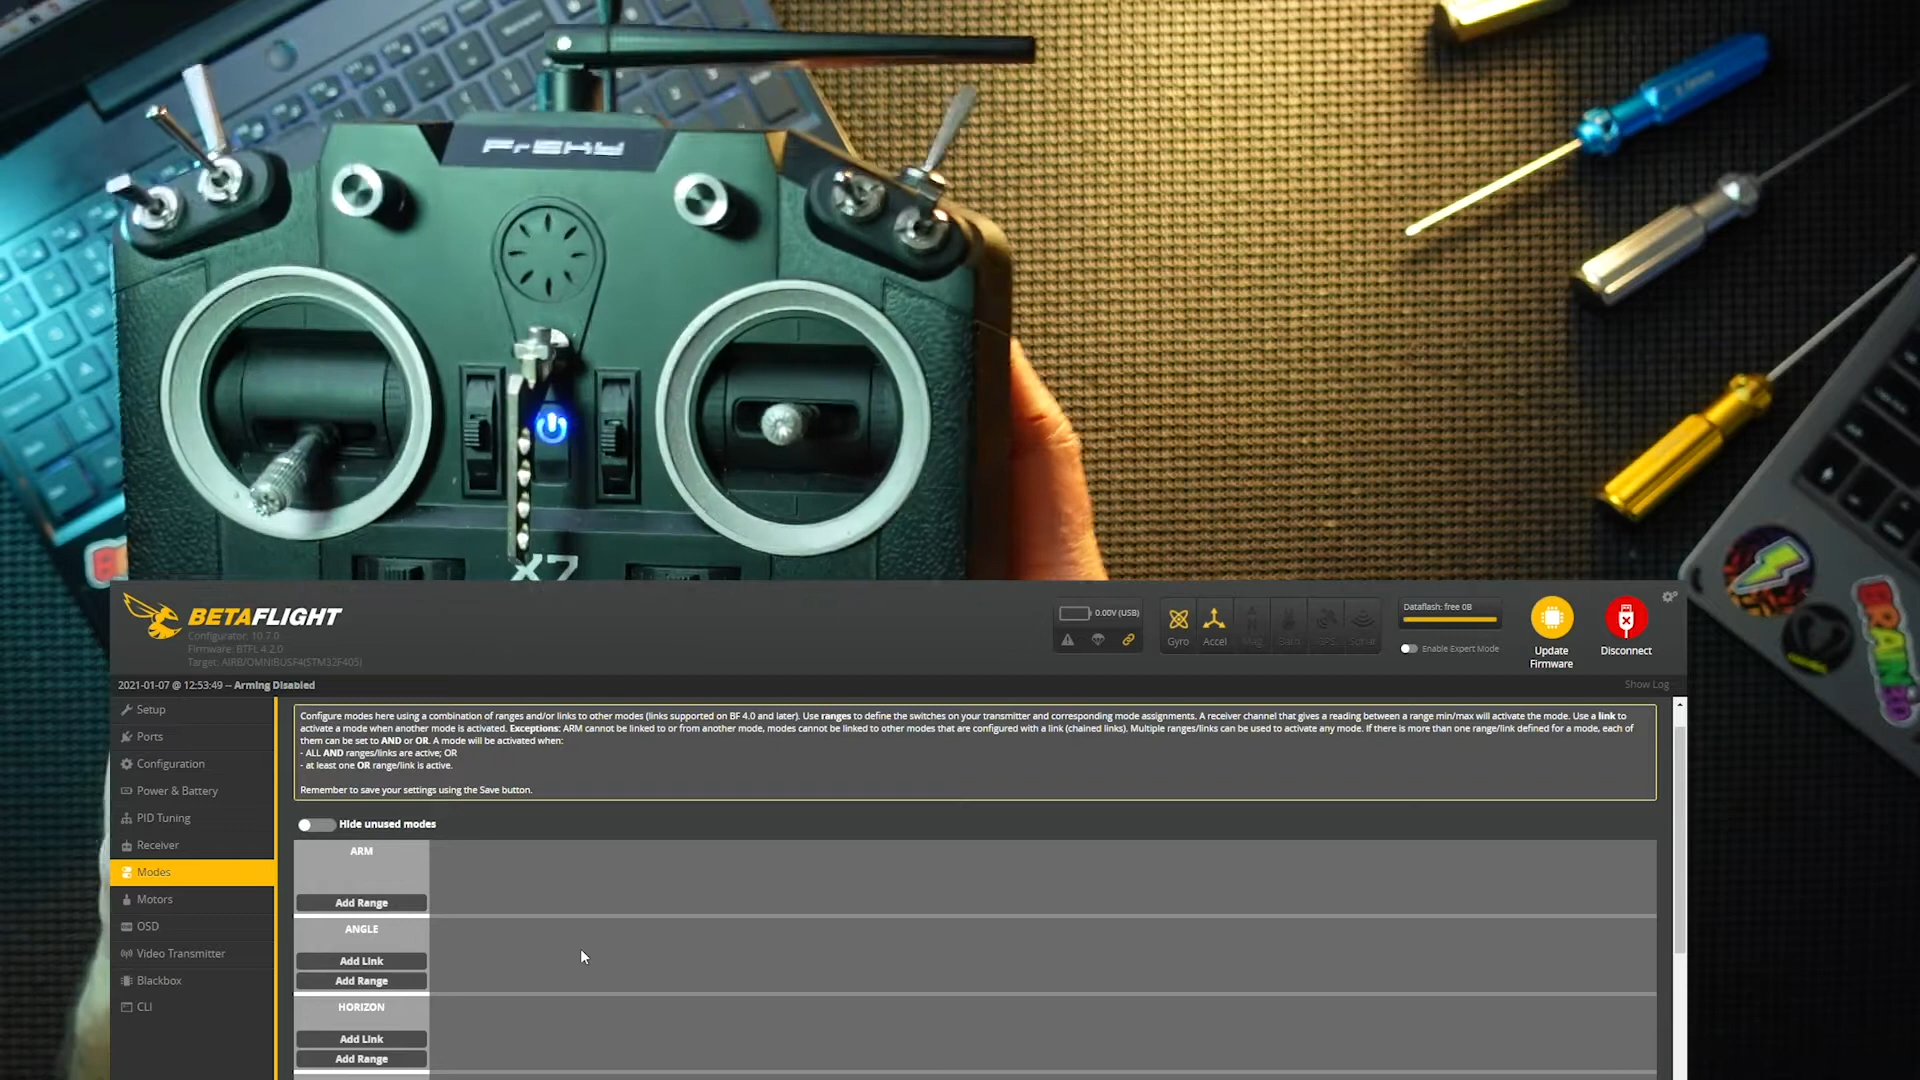 FrSky
X7
BETAFLIGHT
Configurator: 10.7.0
Firmware: BTFL 4.2.0
Target: AIRB/OMNIBUSF4(STM32F405)
0.00V (USB)
Gyro
Accel
Mag
Baro
GPS
Sonar
Dataflash: free 0B
Enable Expert Mode
Update
Firmware
Disconnect
2021-01-07 @ 12:53:49 -- Arming Disabled
Show Log
Setup
Ports
Configuration
Power & Battery
PID Tuning
Receiver
Modes
Motors
OSD
Video Transmitter
Blackbox
CLI
Configure modes here using a combination of ranges and/or links to other modes (links supported on BF 4.0 and later). Use ranges to define the switches on your transmitter and corresponding mode assignments. A receiver channel that gives a reading between a range min/max will activate the mode. Use a link to
activate a mode when another mode is activated. Exceptions: ARM cannot be linked to or from another mode, modes cannot be linked to other modes that are configured with a link (chained links). Multiple ranges/links can be used to activate any mode. If there is more than one range/link defined for a mode, each of
them can be set to AND or OR. A mode will be activated when:
- ALL AND ranges/links are active; OR
- at least one OR range/link is active.
Remember to save your settings using the Save button.
Hide unused modes
ARM
Add Range
ANGLE
Add Link
Add Range
HORIZON
Add Link
Add Range